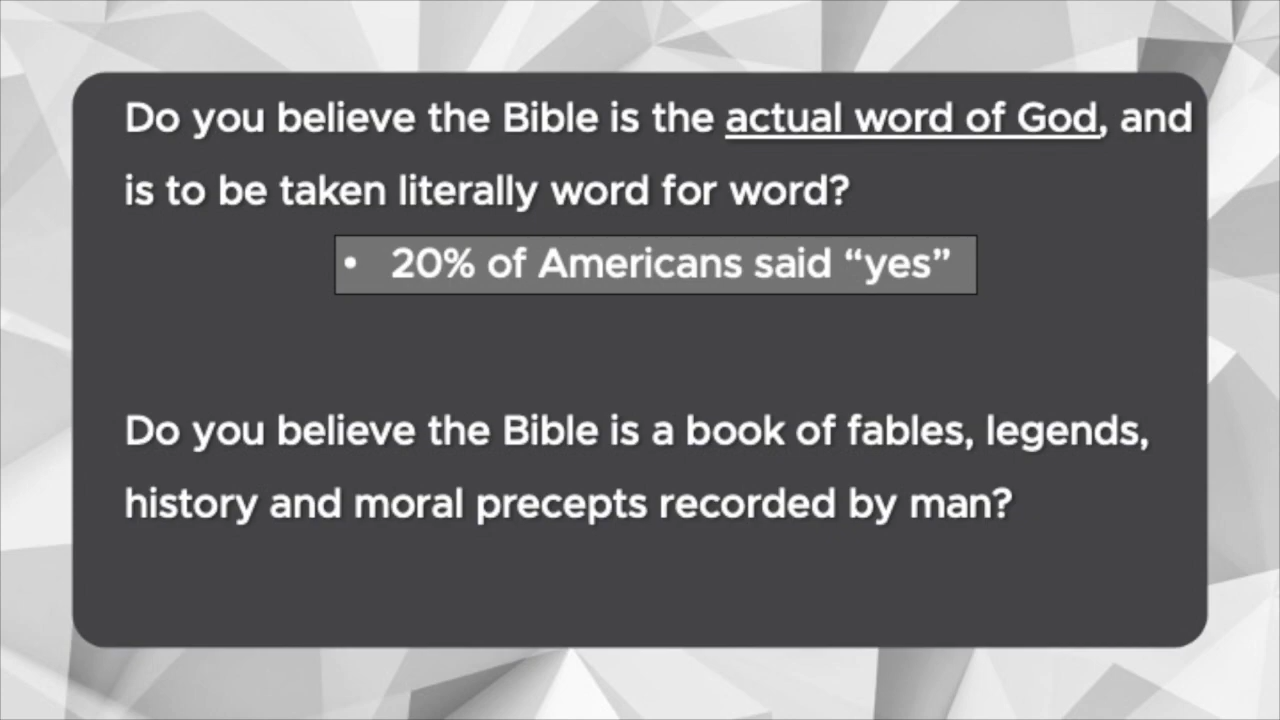 Do you believe the Bible is the actual word of God, and
is to be taken literally word for word?
• 20% of Americans said “yes”
Do you believe the Bible is a book of fables, legends,
history and moral precepts recorded by man?